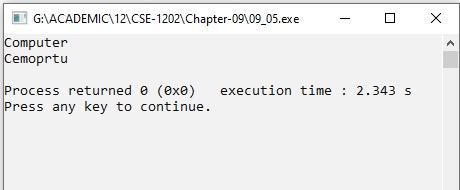 G:\ACADEMIC\12\CSE-1202\Chapter-09\09_05.exe
Computer
Cemoprtu
Process returned 0 (0x0)   execution time : 2.343 s
Press any key to continue.